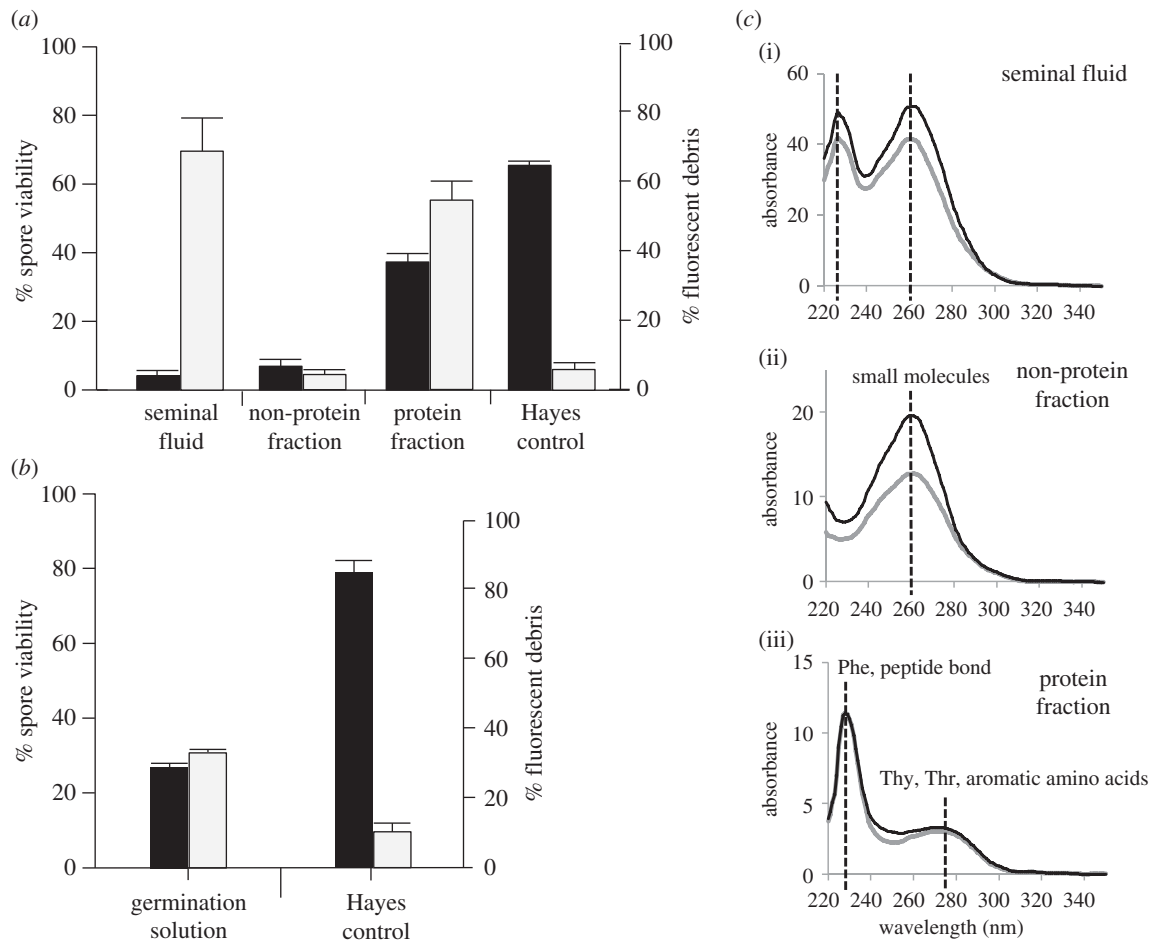 (a)
100
80
60
40
20
0
% spore viability
100
80
60
40
20
0
% fluorescent debris
seminal
fluid
non-protein
fraction
protein
fraction
Hayes
control
(b)
100
80
60
40
20
0
% spore viability
100
80
60
40
20
0
% fluorescent debris
germination
solution
Hayes
control
(c)
(i)
seminal fluid
60
40
20
0
absorbance
220 240 260 280 300 320 340
(ii)
small molecules
non-protein
fraction
20
10
0
absorbance
220 240 260 280 300 320 340
(iii)
Phe, peptide bond
protein
fraction
Thy, Thr, aromatic amino acids
15
10
5
0
absorbance
220 240 260 280 300 320 340
wavelength (nm)